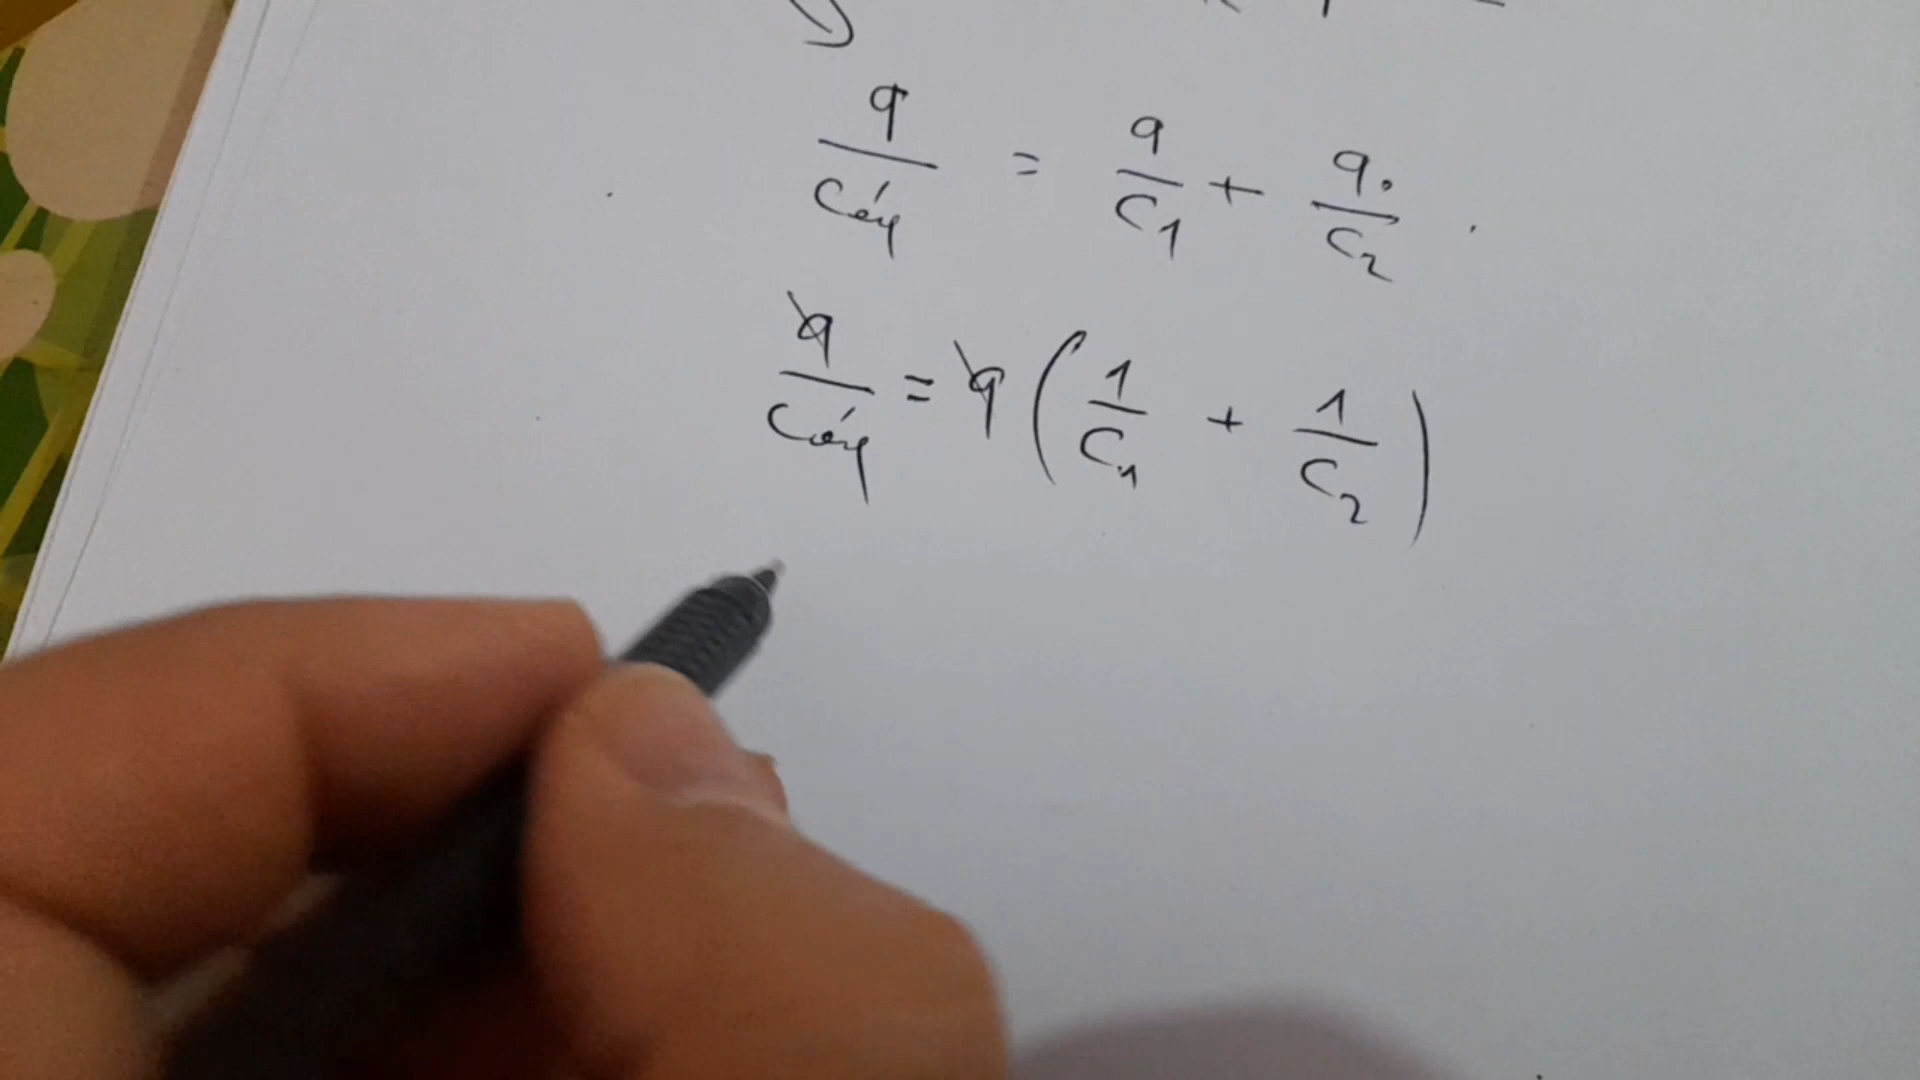 q/Céq = q/C1 + q/C2
q/Céq = q(1/C1 + 1/C2)